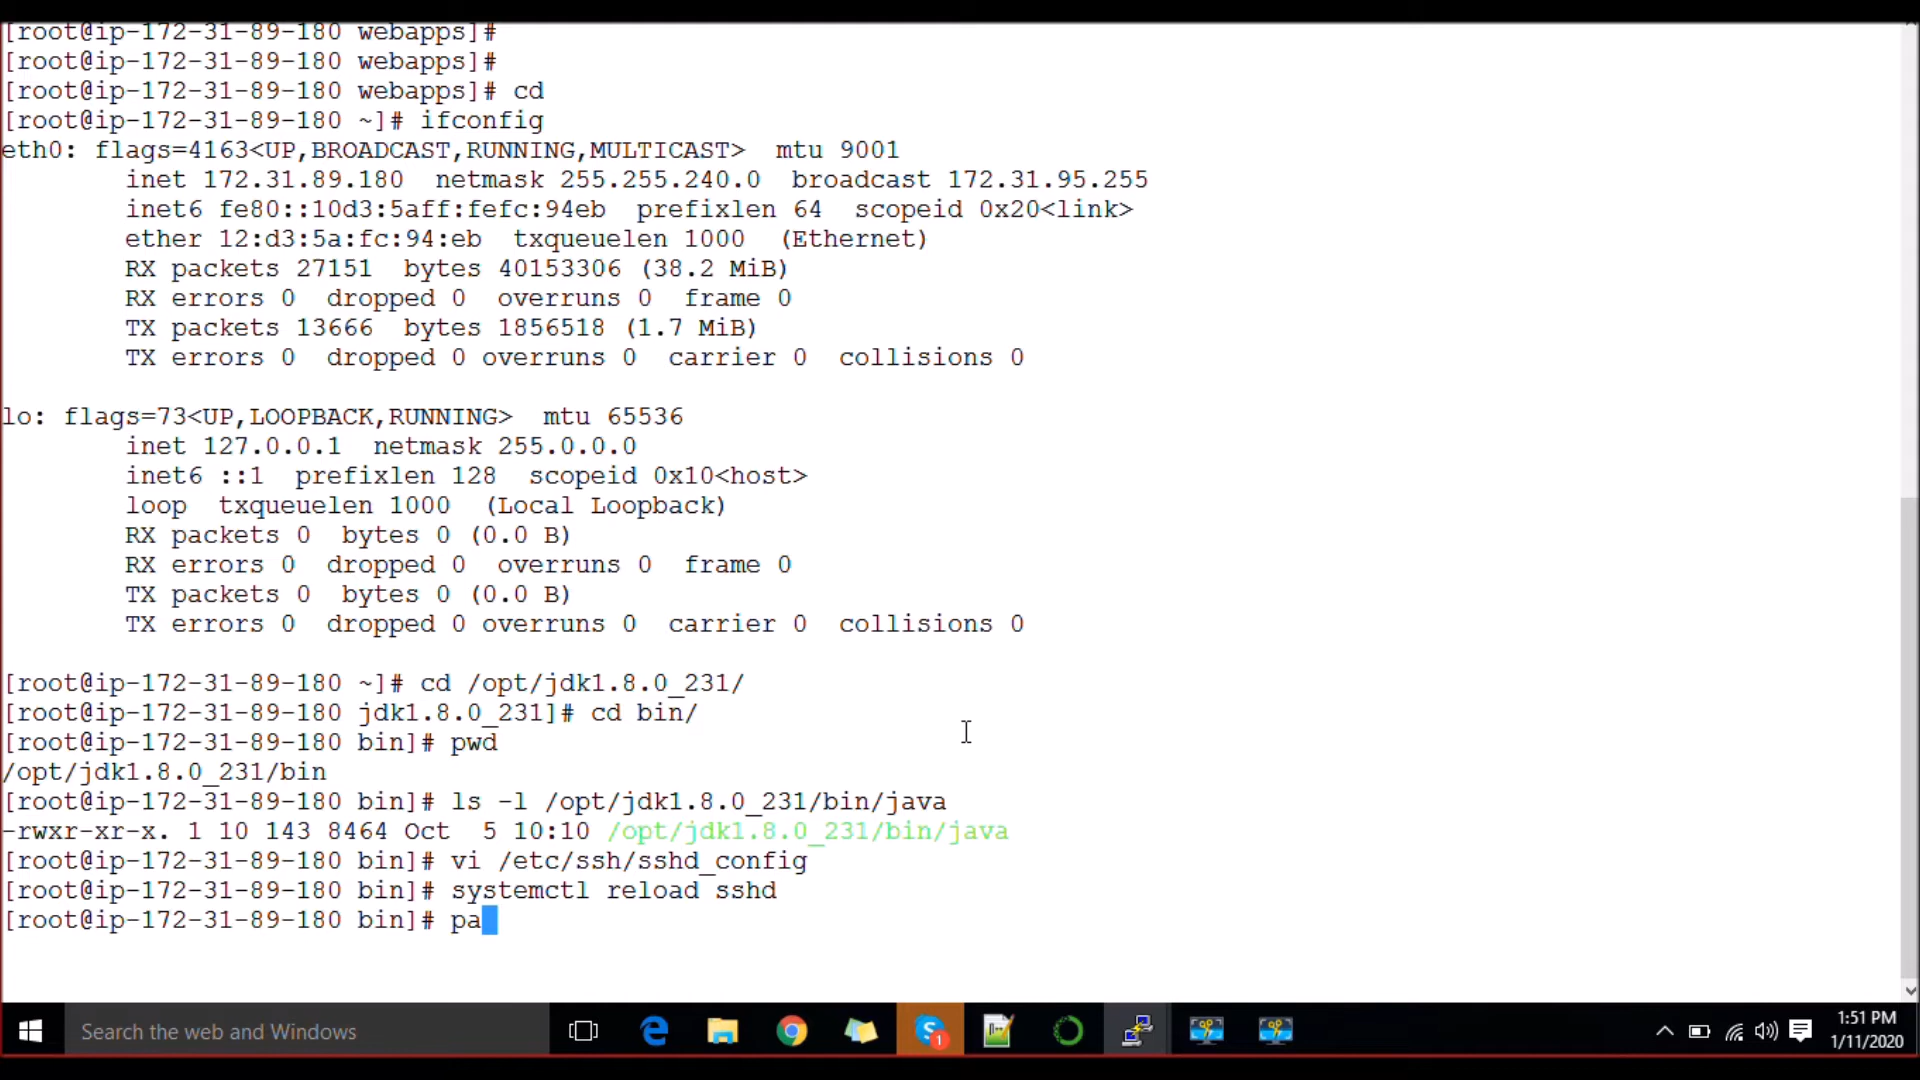 [root@ip-172-31-89-180 webapps]#
[root@ip-172-31-89-180 webapps]#
[root@ip-172-31-89-180 webapps]# cd
[root@ip-172-31-89-180 ~]# ifconfig
eth0: flags=4163<UP,BROADCAST,RUNNING,MULTICAST>  mtu 9001
        inet 172.31.89.180  netmask 255.255.240.0  broadcast 172.31.95.255
        inet6 fe80::10d3:5aff:fefc:94eb  prefixlen 64  scopeid 0x20<link>
        ether 12:d3:5a:fc:94:eb  txqueuelen 1000  (Ethernet)
        RX packets 27151  bytes 40153306 (38.2 MiB)
        RX errors 0  dropped 0  overruns 0  frame 0
        TX packets 13666  bytes 1856518 (1.7 MiB)
        TX errors 0  dropped 0 overruns 0  carrier 0  collisions 0
lo: flags=73<UP,LOOPBACK,RUNNING>  mtu 65536
        inet 127.0.0.1  netmask 255.0.0.0
        inet6 ::1  prefixlen 128  scopeid 0x10<host>
        loop  txqueuelen 1000  (Local Loopback)
        RX packets 0  bytes 0 (0.0 B)
        RX errors 0  dropped 0  overruns 0  frame 0
        TX packets 0  bytes 0 (0.0 B)
        TX errors 0  dropped 0 overruns 0  carrier 0  collisions 0
[root@ip-172-31-89-180 ~]# cd /opt/jdk1.8.0_231/
[root@ip-172-31-89-180 jdk1.8.0_231]# cd bin/
[root@ip-172-31-89-180 bin]# pwd
/opt/jdk1.8.0_231/bin
[root@ip-172-31-89-180 bin]# ls -l /opt/jdk1.8.0_231/bin/java
-rwxr-xr-x. 1 10 143 8464 Oct  5 10:10 /opt/jdk1.8.0_231/bin/java
[root@ip-172-31-89-180 bin]# vi /etc/ssh/sshd_config
[root@ip-172-31-89-180 bin]# systemctl reload sshd
[root@ip-172-31-89-180 bin]# pa
Search the web and Windows
1
1:51 PM
1/11/2020